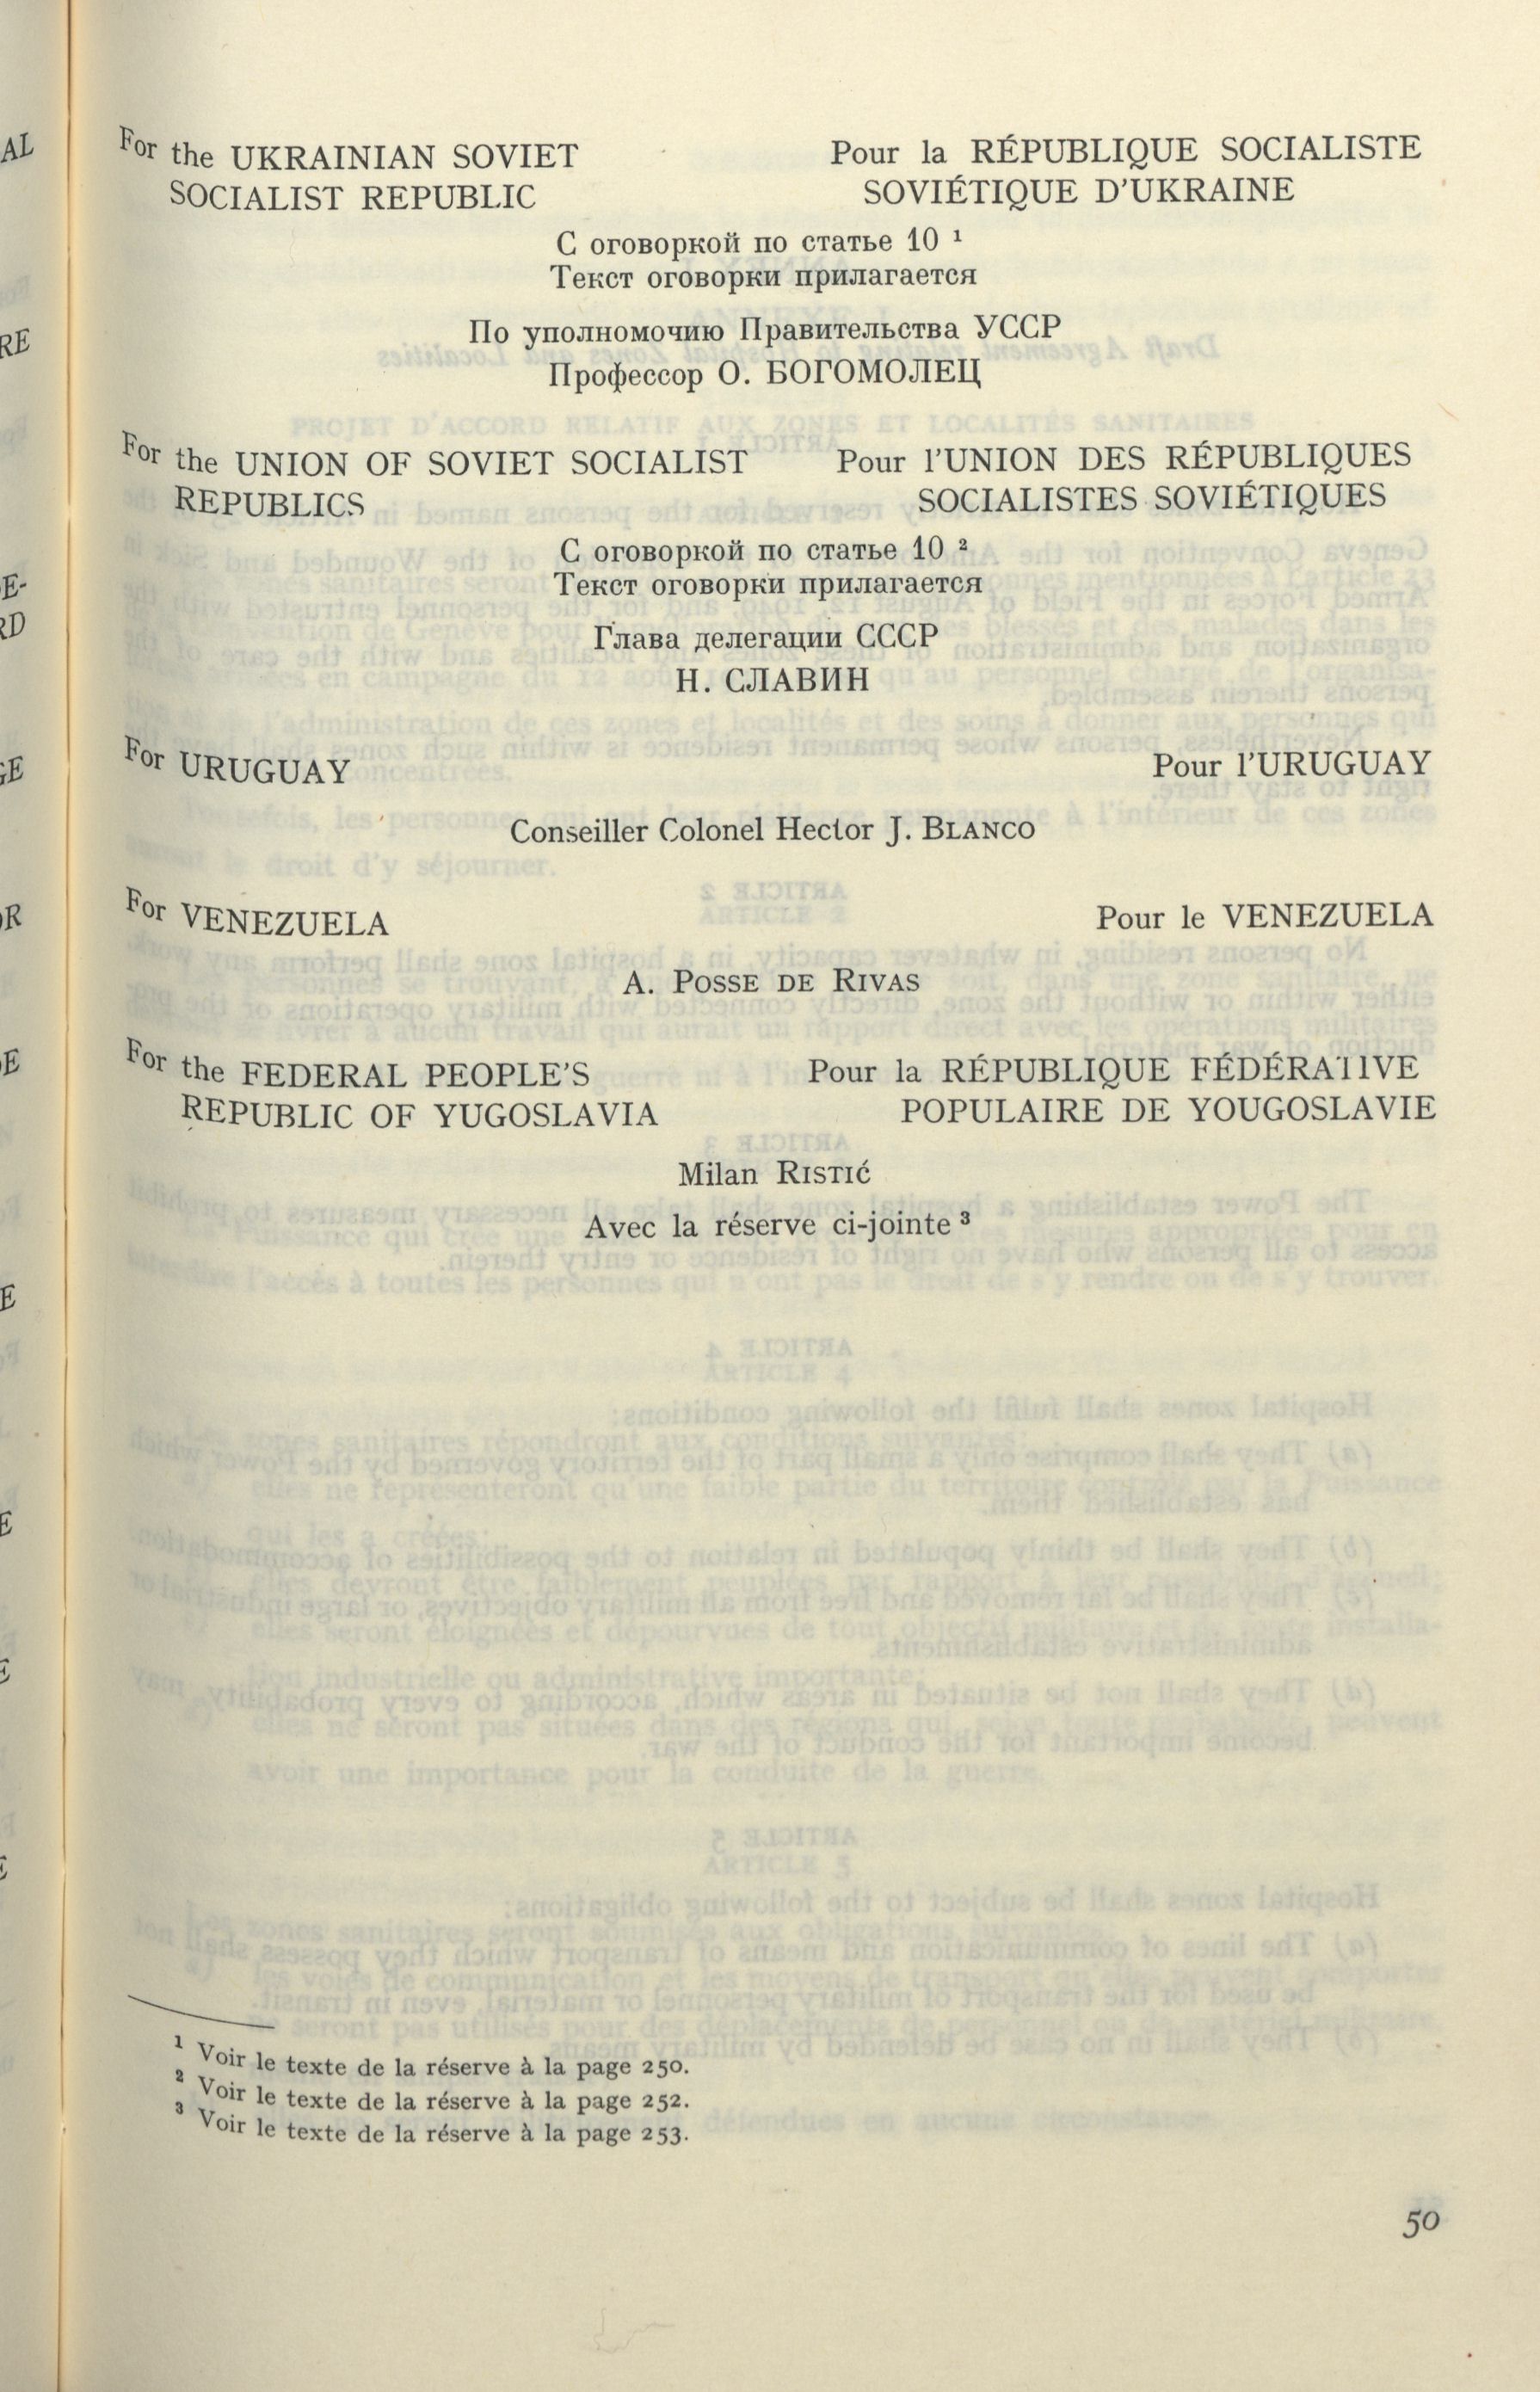 For the UKRAINIAN SOVIET
SOCIALIST REPUBLIC
Pour la RÉPUBLIQUE SOCIALISTE
SOVIÉTIQUE D'UKRAINE
С оговоркой по статье 10 ¹
Текст оговорки прилагается
По уполномочию Правительства УССР
Профессор О. БОГОМОЛЕЦ
For the UNION OF SOVIET SOCIALIST
REPUBLICS
Pour l'UNION DES RÉPUBLIQUES
SOCIALISTES SOVIÉTIQUES
С оговоркой по статье 10 ²
Текст оговорки прилагается
Глава делегации СССР
Н. СЛАВИН
For URUGUAY
Pour l'URUGUAY
Conseiller Colonel Hector J. BLANCO
For VENEZUELA
Pour le VENEZUELA
A. POSSE DE RIVAS
For the FEDERAL PEOPLE'S
REPUBLIC OF YUGOSLAVIA
Pour la RÉPUBLIQUE FÉDÉRATIVE
POPULAIRE DE YOUGOSLAVIE
Milan RISTIĆ
Avec la réserve ci-jointe ³
¹ Voir le texte de la réserve à la page 250.
² Voir le texte de la réserve à la page 252.
³ Voir le texte de la réserve à la page 253.
50